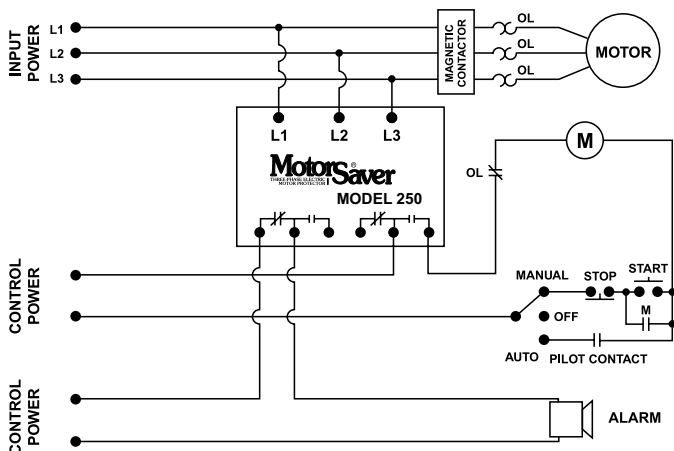 INPUT
POWER
L1
L2
L3
MAGNETIC
CONTACTOR
OL
OL
OL
MOTOR
L1
L2
L3
MotorSaver®
THREE-PHASE ELECTRIC
MOTOR PROTECTOR
MODEL 250
OL
M
CONTROL
POWER
MANUAL
STOP
START
OFF
M
AUTO
PILOT CONTACT
CONTROL
POWER
ALARM